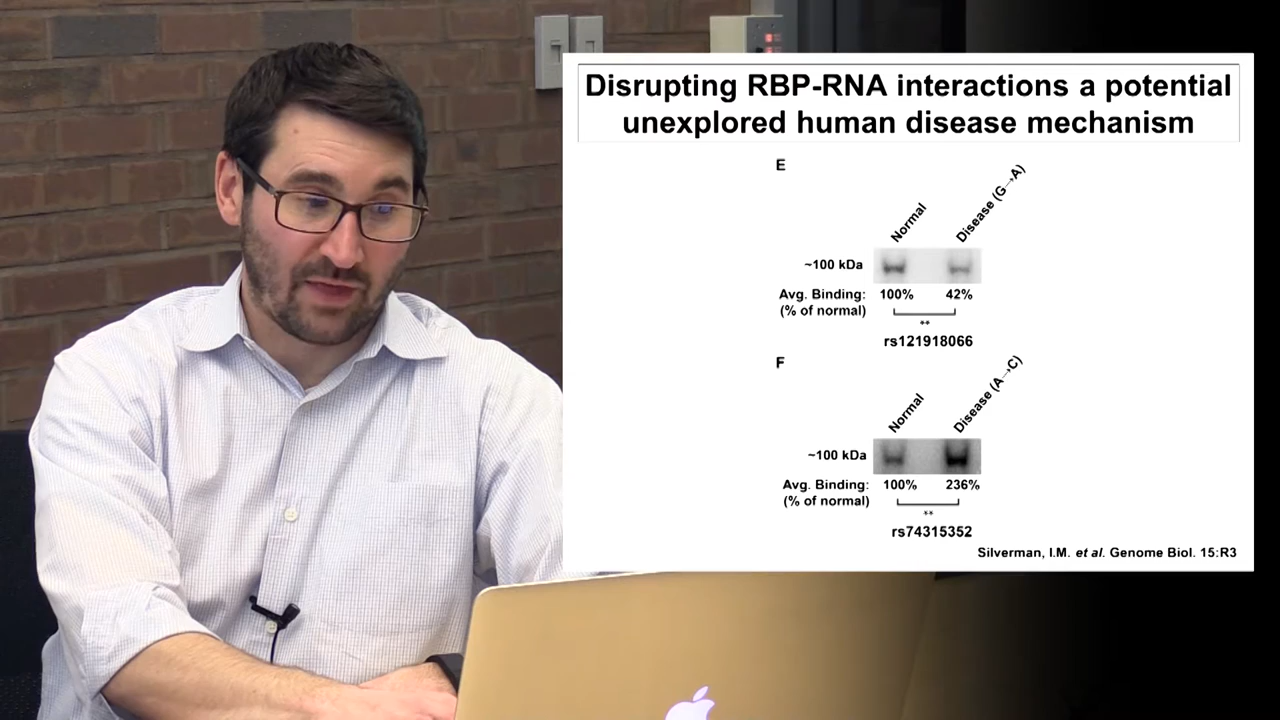 Disrupting RBP-RNA interactions a potential
unexplored human disease mechanism
E
Normal
Disease (G→A)
~100 kDa
Avg. Binding: 100% 42%
(% of normal)
**
rs121918066
F
Normal
Disease (A→C)
~100 kDa
Avg. Binding: 100% 236%
(% of normal)
**
rs74315352
Silverman, I.M. et al. Genome Biol. 15:R3